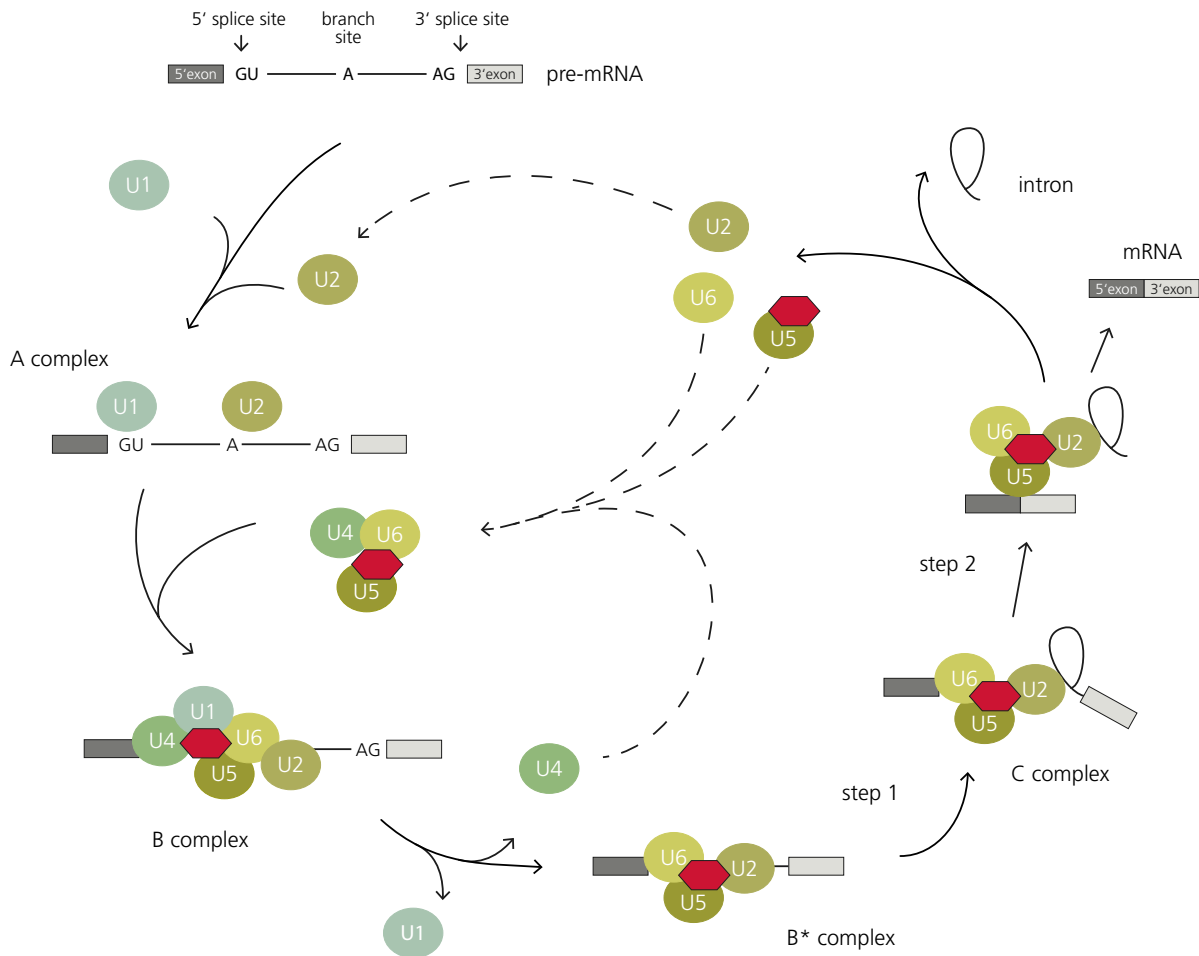 5‘ splice site
branch
site
3‘ splice site
5‘exon
GU
A
AG
3‘exon
pre-mRNA
U1
U2
U2
U6
U5
intron
mRNA
5‘exon
3‘exon
A complex
U1
U2
GU
A
AG
U4
U6
U5
U6
U2
U5
step 2
U1
U4
U6
U5
U2
AG
B complex
U4
U1
step 1
U6
U2
U5
B* complex
U6
U2
U5
C complex